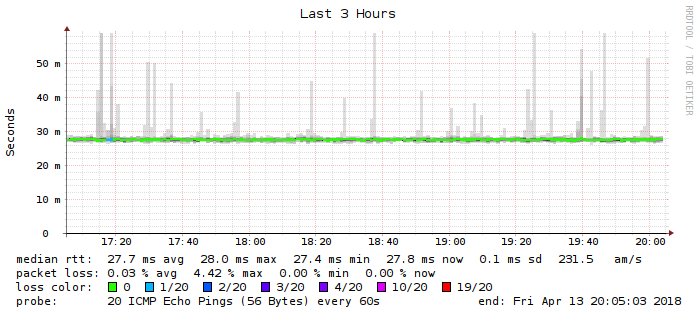 Last 3 Hours
RRDTOOL / TOBI OETIKER
Seconds
50 m
40 m
30 m
20 m
10 m
0
17:20 17:40 18:00 18:20 18:40 19:00 19:20 19:40 20:00
median rtt: 27.7 ms avg 28.0 ms max 27.4 ms min 27.8 ms now 0.1 ms sd 231.5 am/s
packet loss: 0.03 % avg 4.42 % max 0.00 % min 0.00 % now
loss color: 0 1/20 2/20 3/20 4/20 10/20 19/20
probe: 20 ICMP Echo Pings (56 Bytes) every 60s end: Fri Apr 13 20:05:03 2018